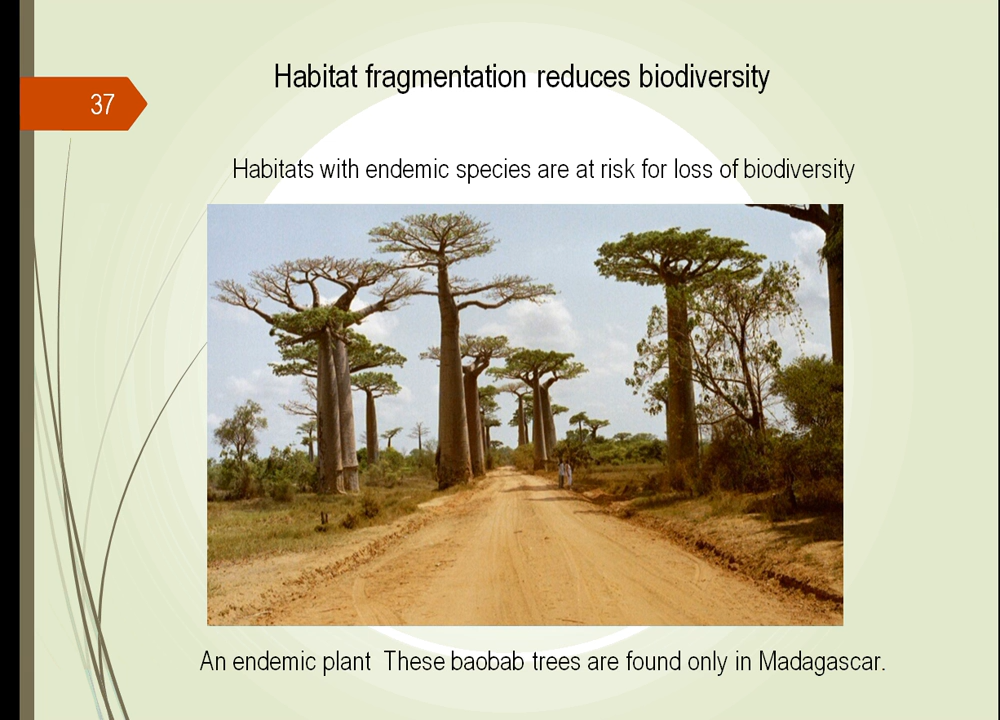 37
Habitat fragmentation reduces biodiversity
Habitats with endemic species are at risk for loss of biodiversity
An endemic plant  These baobab trees are found only in Madagascar.